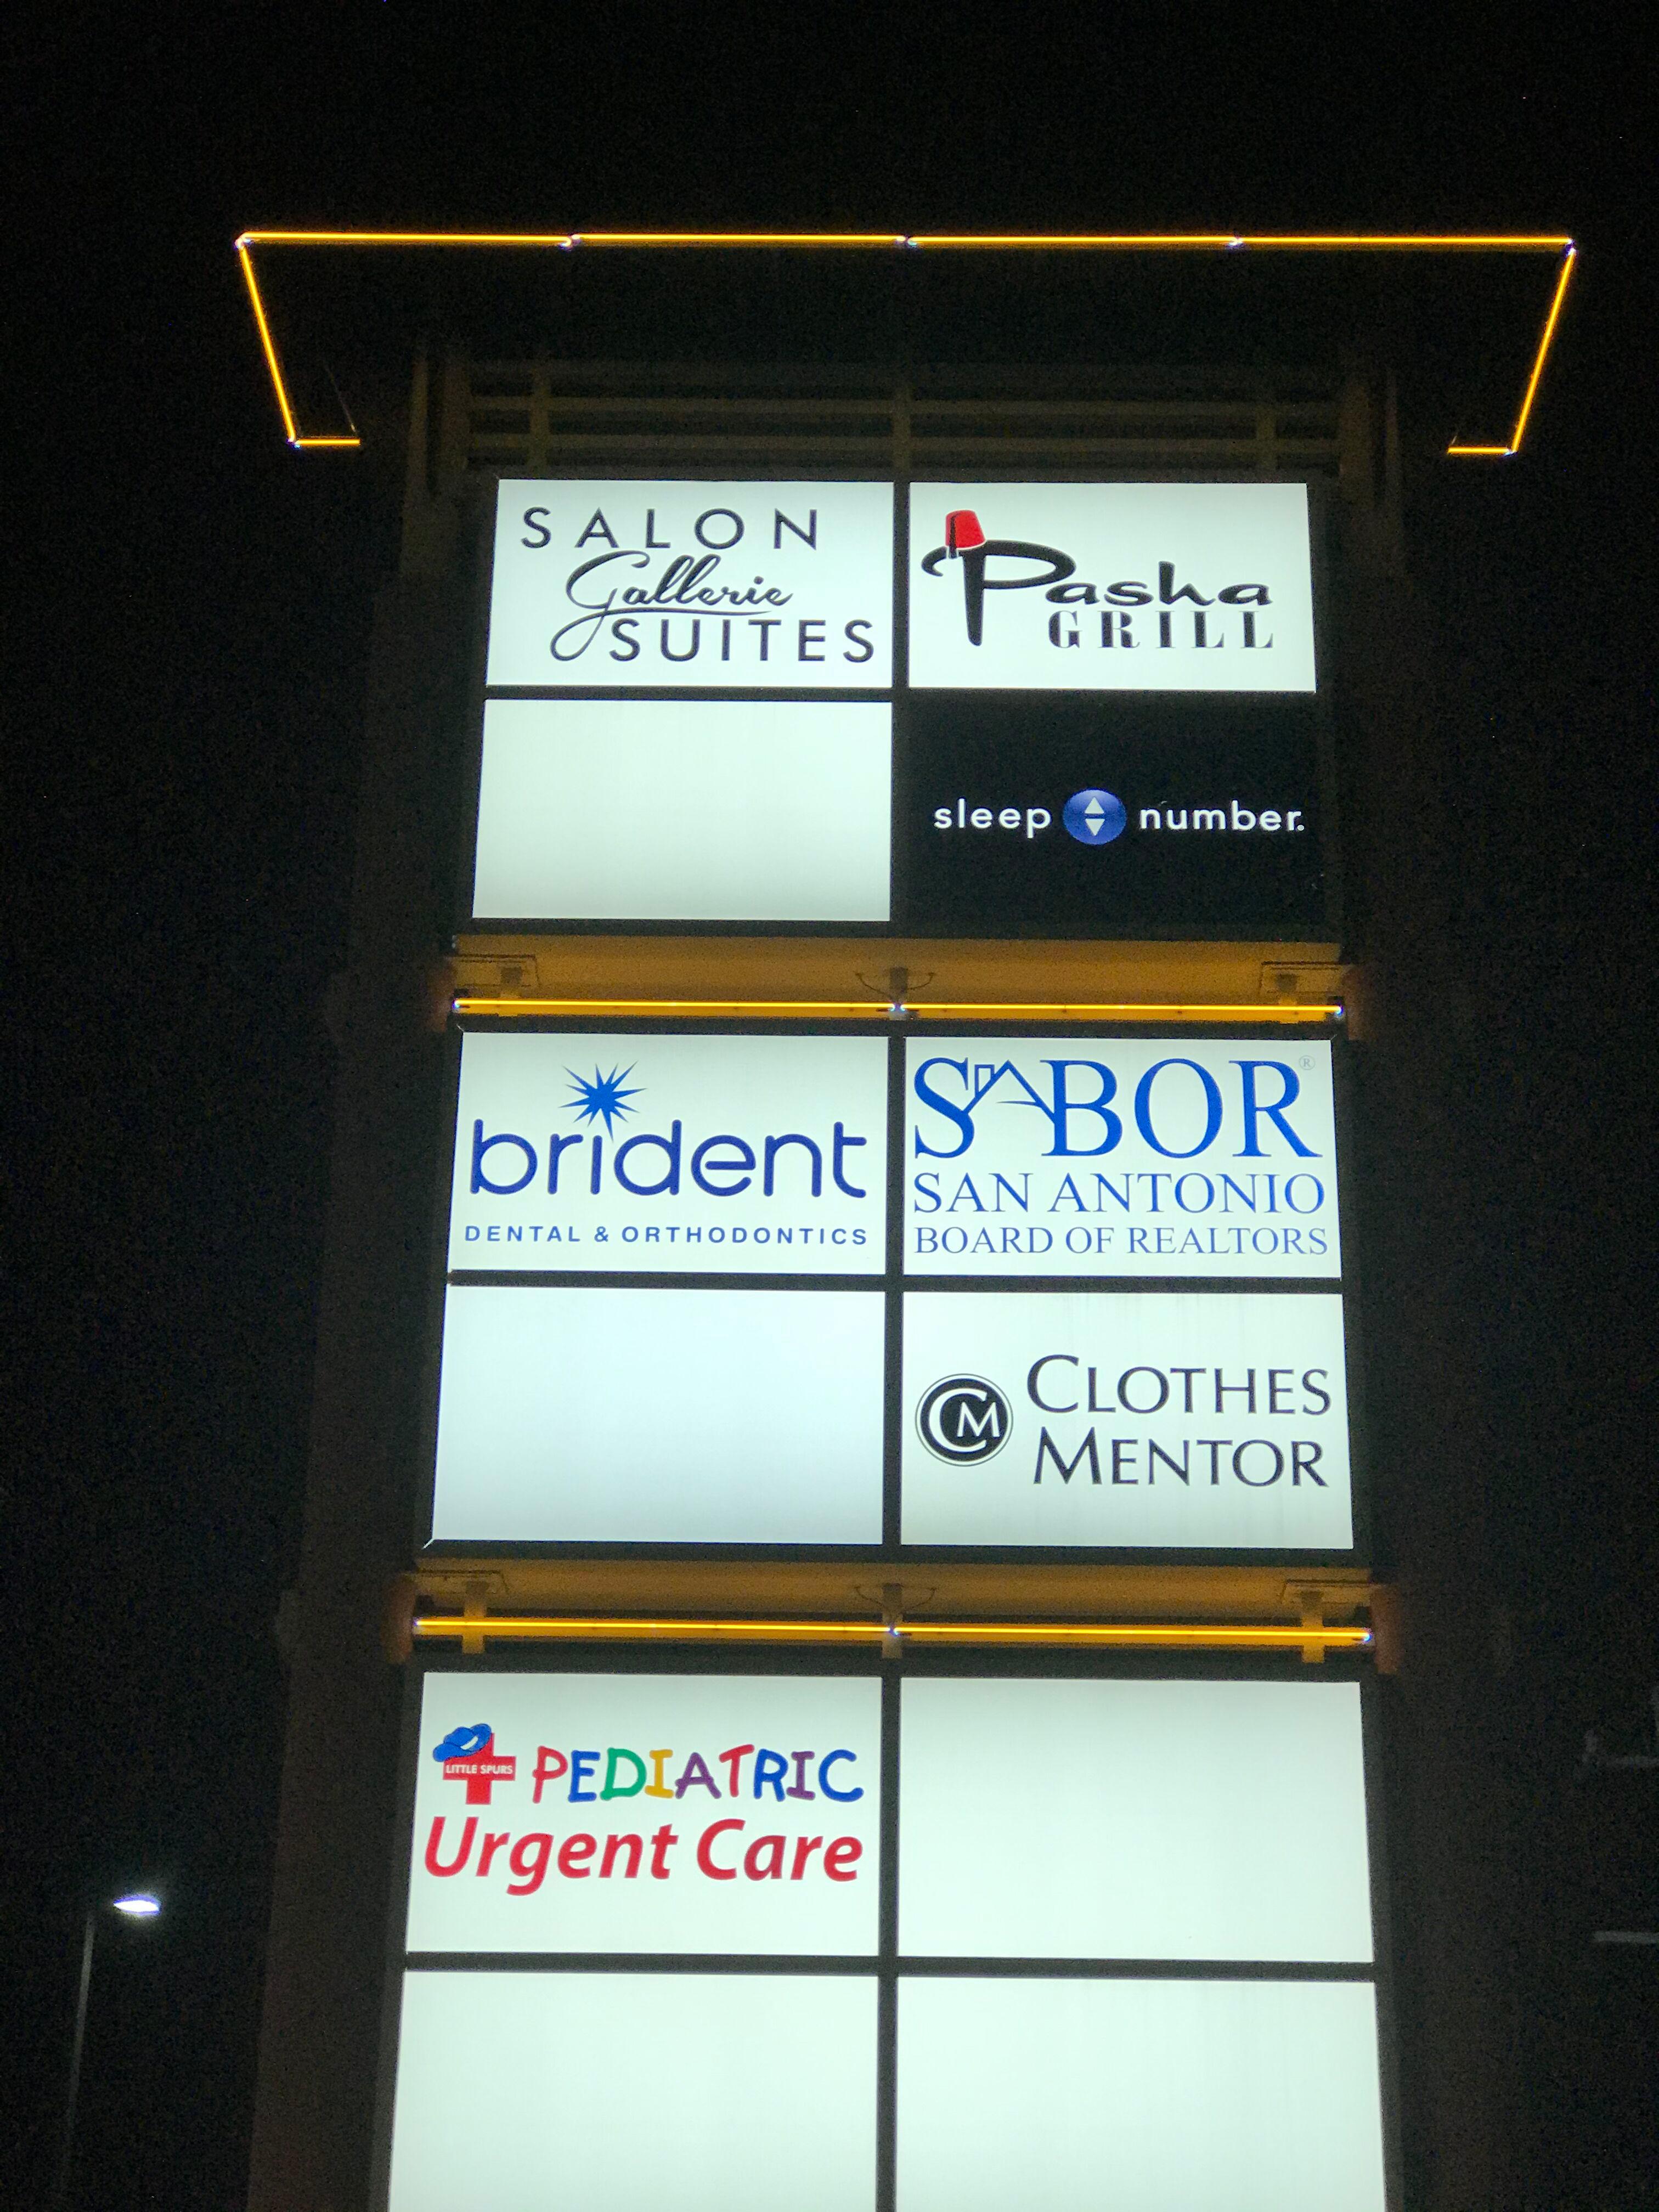 SALON
Gallerie
SUITES
Pasha
GRILL
sleep number.
brident
DENTAL & ORTHODONTICS
SABOR®
SAN ANTONIO
BOARD OF REALTORS
CM
CLOTHES
MENTOR
LITTLE SPURS
PEDIATRIC
Urgent Care